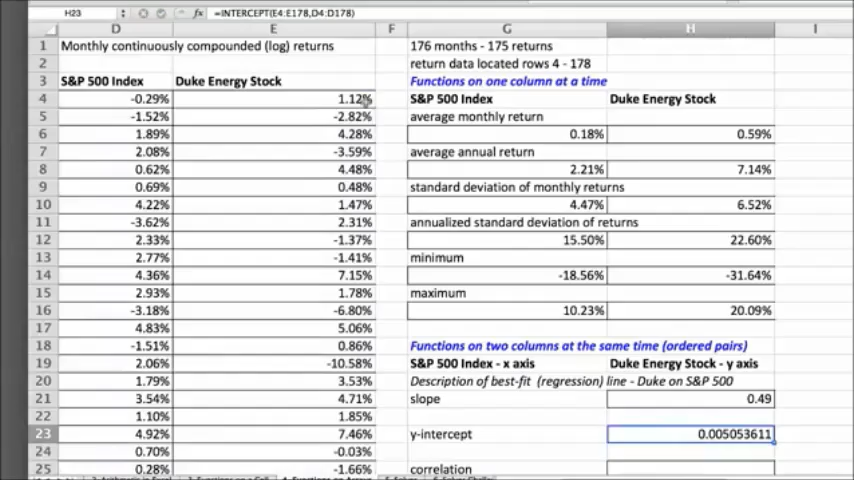 H23 fx =INTERCEPT(E4:E178,D4:D178)
D E F G H I
1 Monthly continuously compounded (log) returns 176 months - 175 returns
2 return data located rows 4 - 178
3 S&P 500 Index Duke Energy Stock Functions on one column at a time
4 -0.29% 1.12% S&P 500 Index Duke Energy Stock
5 -1.52% -2.82% average monthly return
6 1.89% 4.28% 0.18% 0.59%
7 2.08% -3.59% average annual return
8 0.62% 4.48% 2.21% 7.14%
9 0.69% 0.48% standard deviation of monthly returns
10 4.22% 1.47% 4.47% 6.52%
11 -3.62% 2.31% annualized standard deviation of returns
12 2.33% -1.37% 15.50% 22.60%
13 2.77% -1.41% minimum
14 4.36% 7.15% -18.56% -31.64%
15 2.93% 1.78% maximum
16 -3.18% -6.80% 10.23% 20.09%
17 4.83% 5.06%
18 -1.51% 0.86% Functions on two columns at the same time (ordered pairs)
19 2.06% -10.58% S&P 500 Index - x axis Duke Energy Stock - y axis
20 1.79% 3.53% Description of best-fit (regression) line - Duke on S&P 500
21 3.54% 4.71% slope 0.49
22 1.10% 1.85%
23 4.92% 7.46% y-intercept 0.005053611
24 0.70% -0.03%
25 0.28% -1.66% correlation